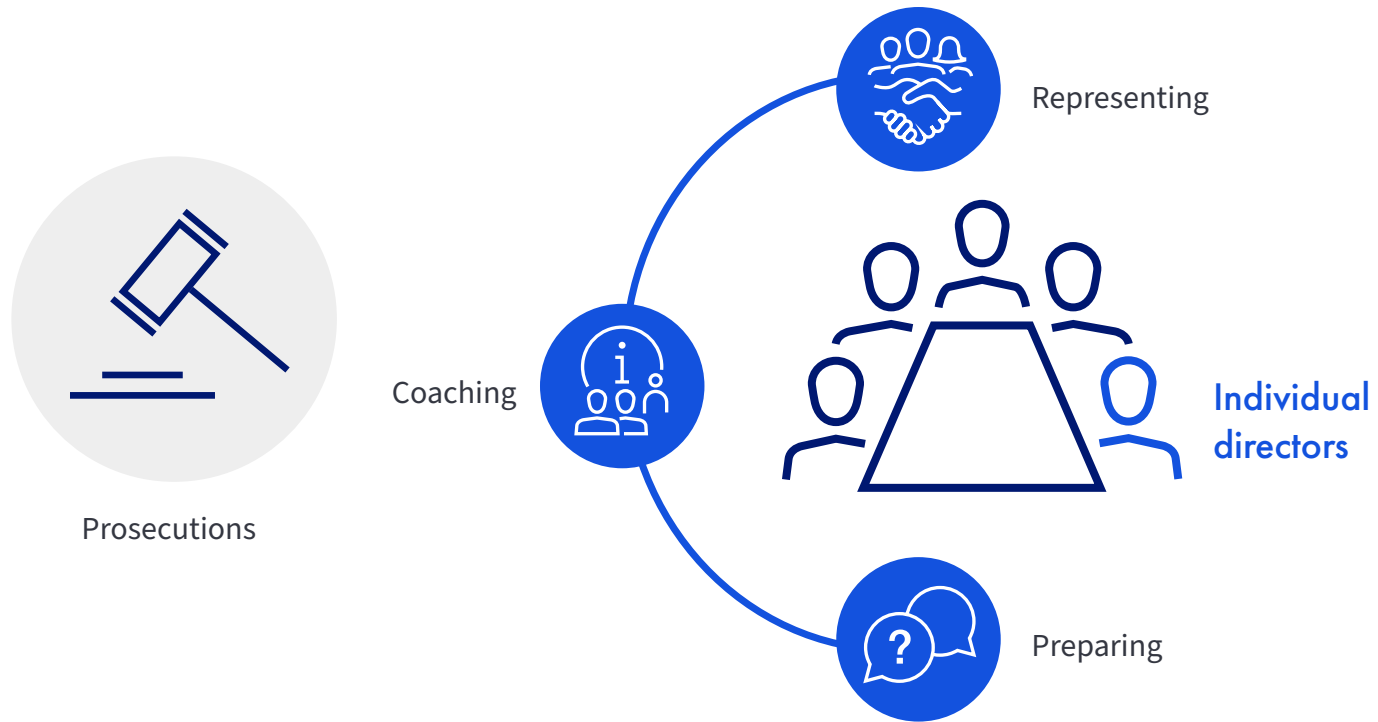 Representing
Coaching
Individual
directors
Prosecutions
Preparing
i
?